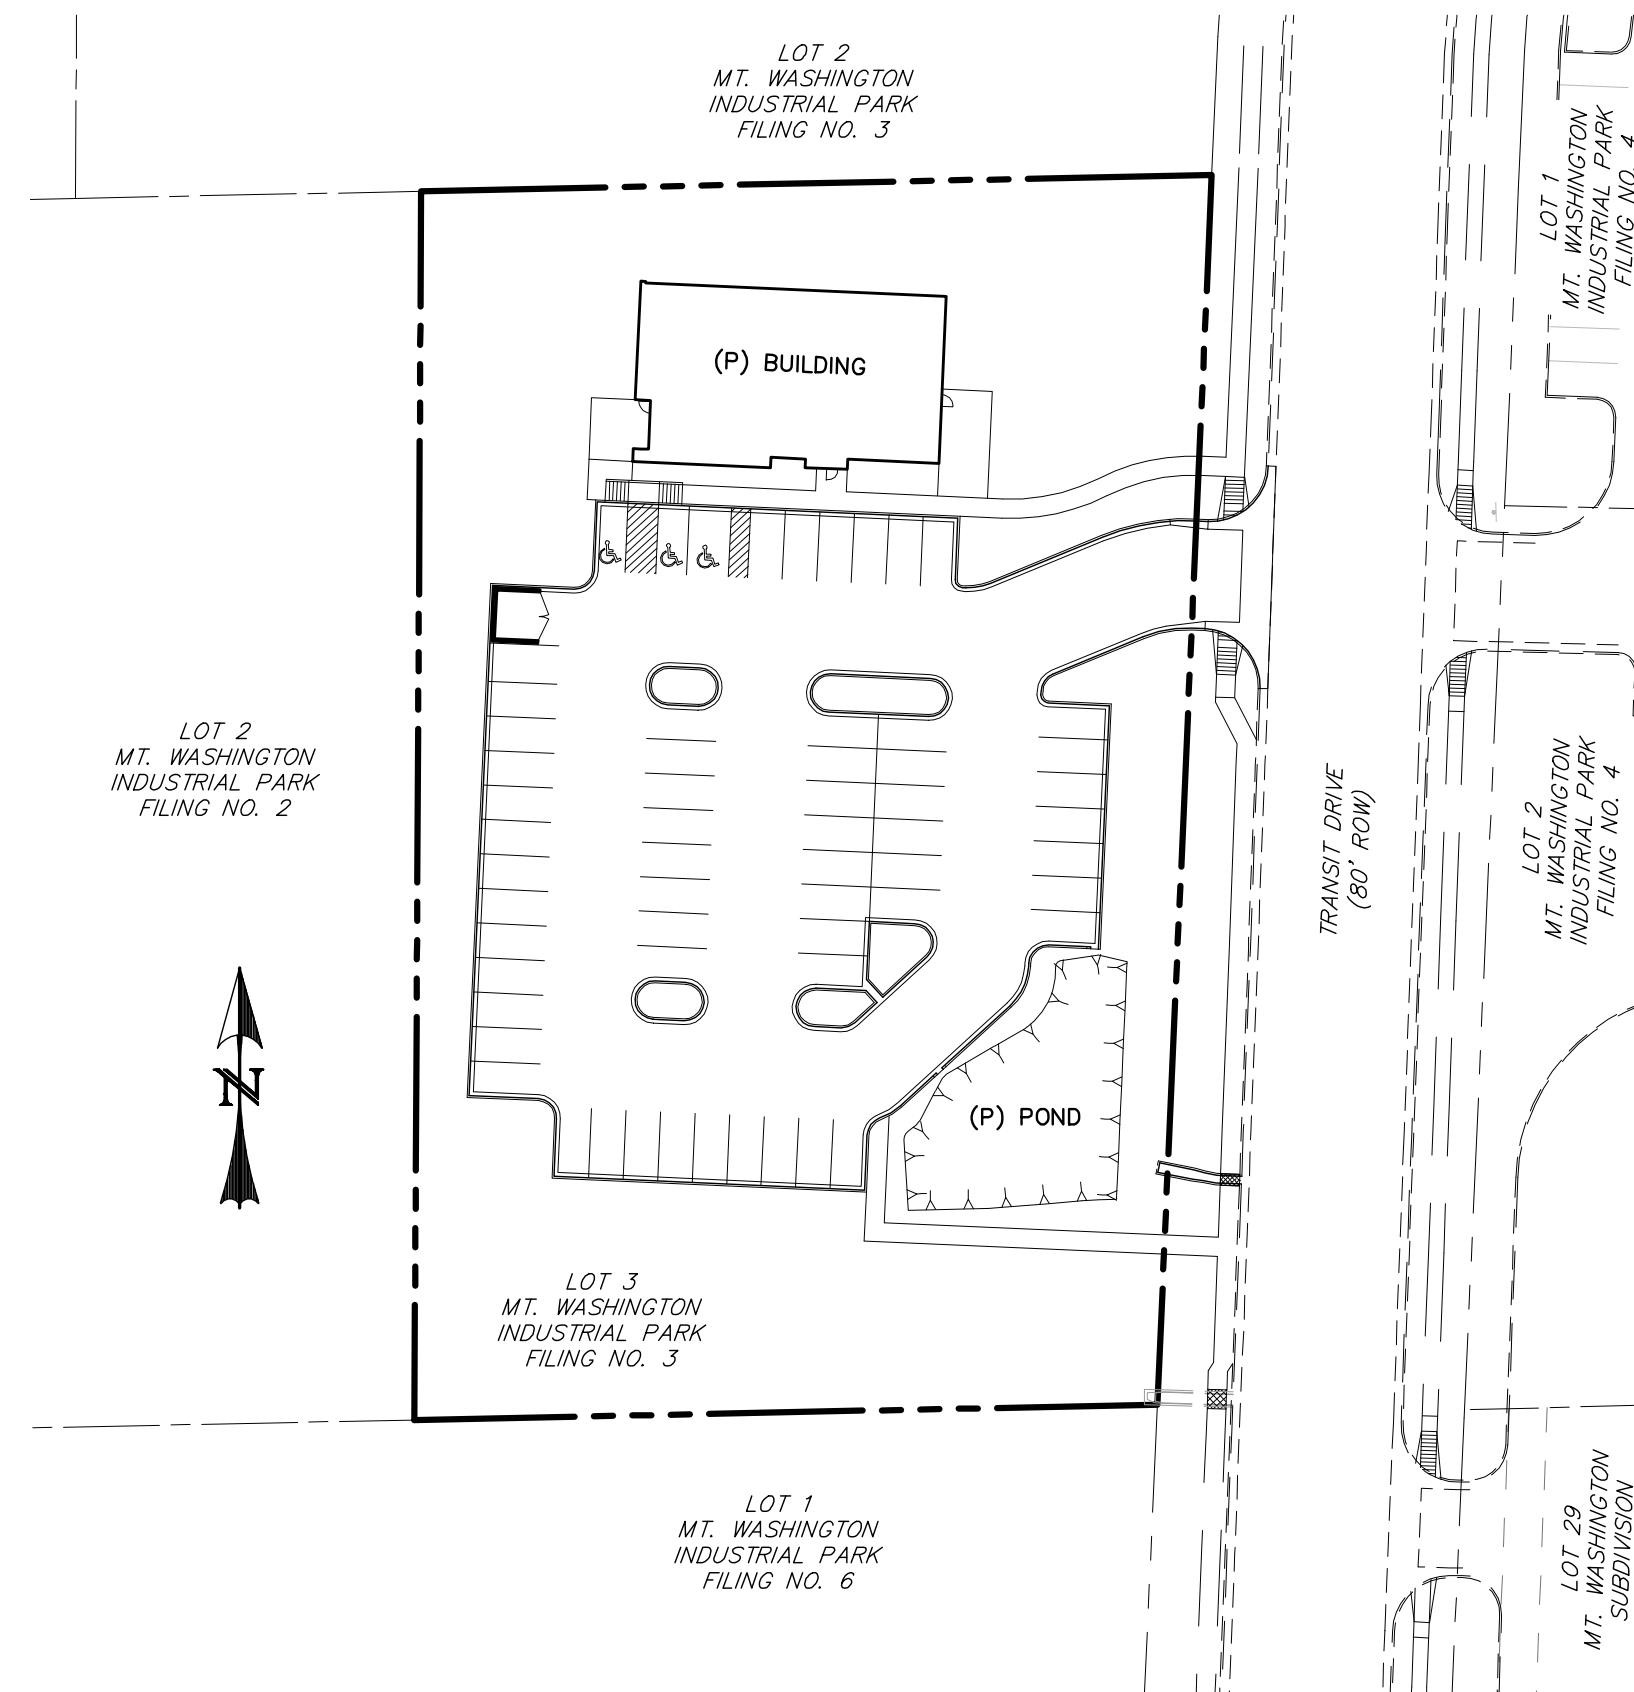 LOT 2
MT. WASHINGTON
INDUSTRIAL PARK
FILING NO. 3
LOT 1
MT. WASHINGTON
INDUSTRIAL PARK
FILING NO. 4
(P) BUILDING
LOT 2
MT. WASHINGTON
INDUSTRIAL PARK
FILING NO. 2
TRANSIT DRIVE
(80' ROW)
LOT 2
MT. WASHINGTON
INDUSTRIAL PARK
FILING NO. 4
N
(P) POND
LOT 3
MT. WASHINGTON
INDUSTRIAL PARK
FILING NO. 3
LOT 1
MT. WASHINGTON
INDUSTRIAL PARK
FILING NO. 6
LOT 29
MT. WASHINGTON
SUBDIVISION